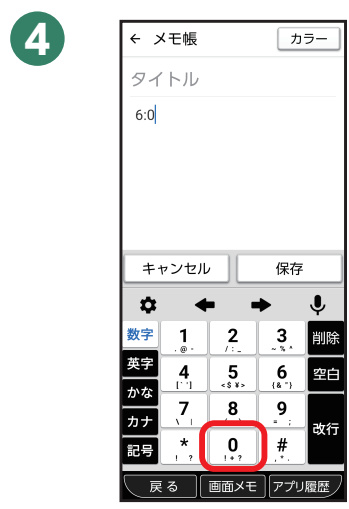 4
← メモ帳 カラー
タイトル
6:0
キャンセル 保存
数字 1 2 3 削除
. @ - / : _ ~ % ^
英字 4 5 6 空白
[ ` ' ] < $ ¥ > { & " }
かな
カナ 7 8 9 改行
\ | = ;
記号 * 0 #
! ? ! + ? , * .
戻る 画面メモ アプリ履歴